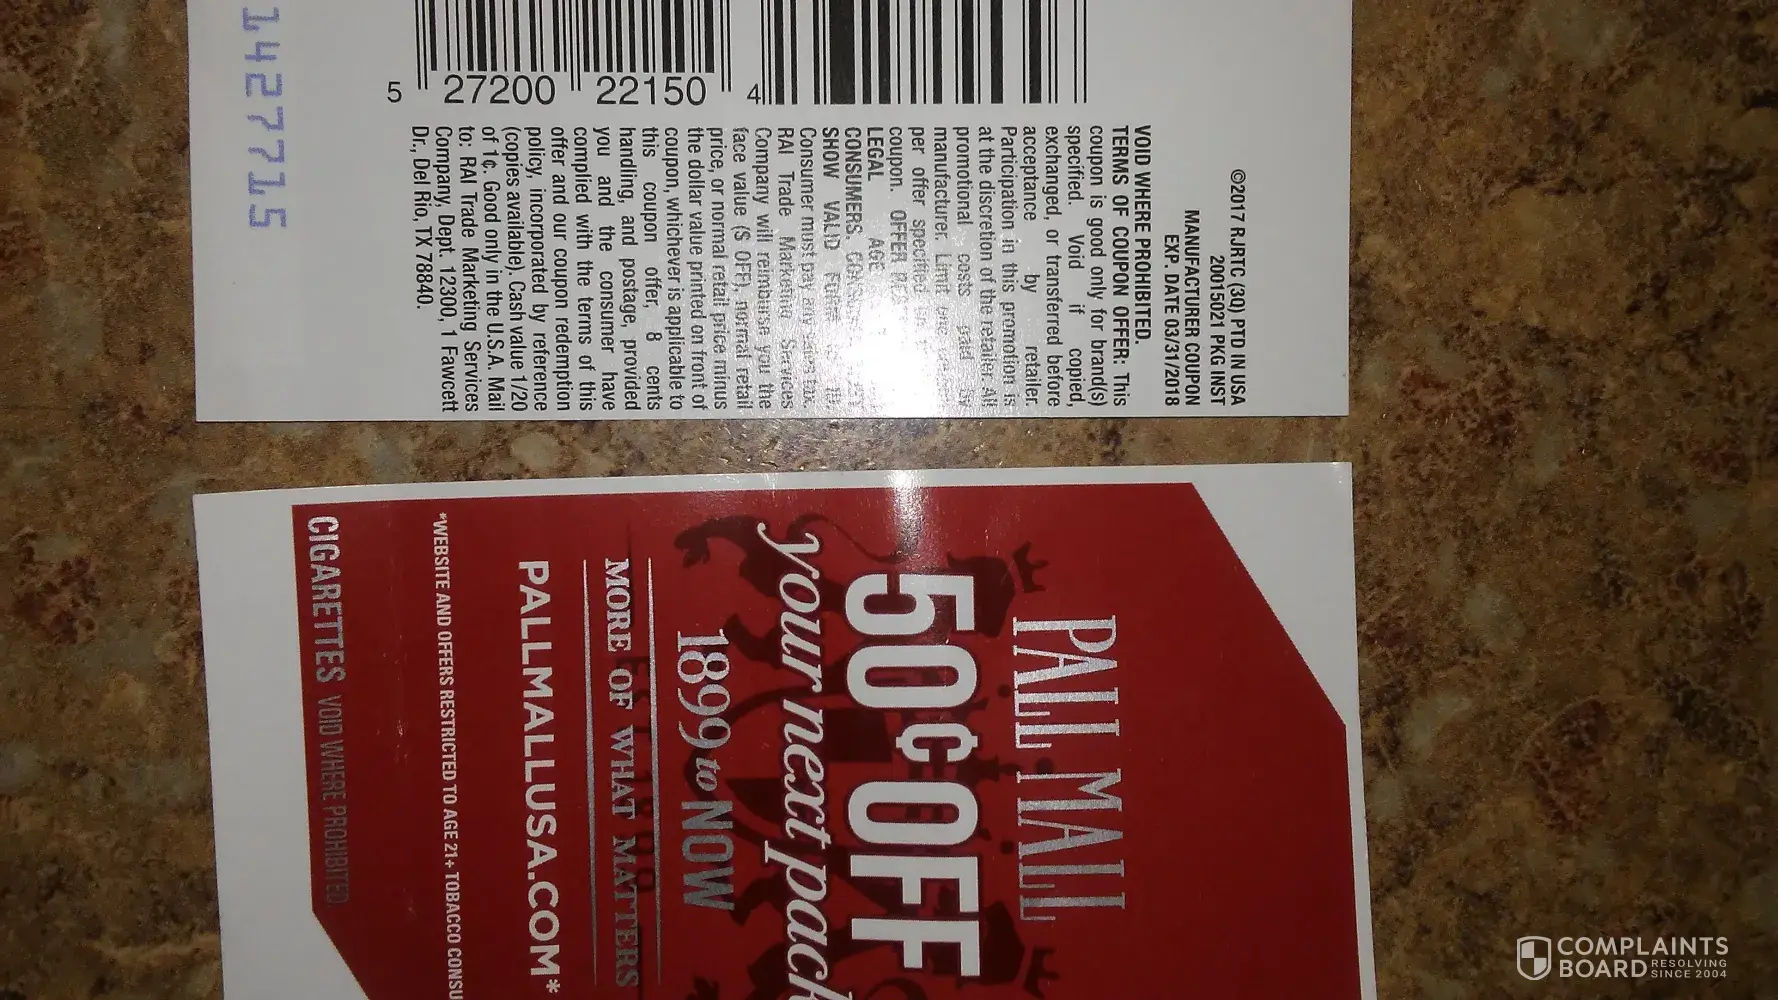 ©2017 RJRTC (3Q) PTD IN USA
20015021 PKG INST
MANUFACTURER COUPON
EXP. DATE 03/31/2018
VOID WHERE PROHIBITED.
TERMS OF COUPON OFFER: This
coupon is good only for brand(s)
specified. Void if copied,
exchanged, or transferred before
acceptance by retailer.
Participation in this promotion is
at the discretion of the retailer. All
promotional costs paid by
manufacturer. Limit one
per offer specified
coupon. OFFER
LEGAL AGE
CONSUMERS.
SHOW VALID
Consumer must pay any sales tax.
RAI Trade Marketing Services
Company will reimburse you the
face value ($ OFF), normal retail
price, or normal retail price minus
the dollar value printed on front of
coupon, whichever is applicable to
this coupon offer, 8 cents
handling, and postage, provided
you and the consumer have
complied with the terms of this
offer and our coupon redemption
policy, incorporated by reference
(copies available). Cash value 1/20
of 1¢. Good only in the U.S.A. Mail
to: RAI Trade Marketing Services
Company, Dept. 12300, 1 Fawcett
Dr., Del Rio, TX 78840.
5 27200 22150 4
1427715
PALL MALL
50¢ OFF
your next pack
1899 to NOW
MORE OF WHAT MATTERS
PALLMALLUSA.COM*
*WEBSITE AND OFFERS RESTRICTED TO AGE 21+ TOBACCO CONSU
CIGARETTES VOID WHERE PROHIBITED
COMPLAINTS
BOARD RESOLVING
SINCE 2004